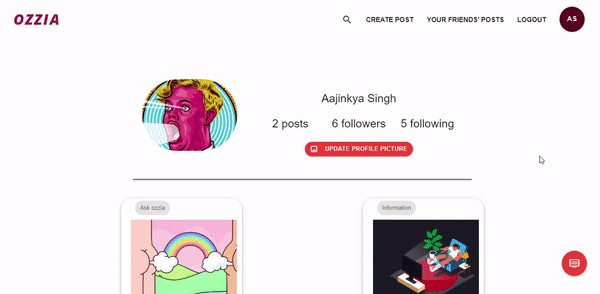 OZZIA
CREATE POST YOUR FRIENDS' POSTS LOGOUT AS
Aajinkya Singh
2 posts 6 followers 5 following
UPDATE PROFILE PICTURE
Ask ozzia
Information